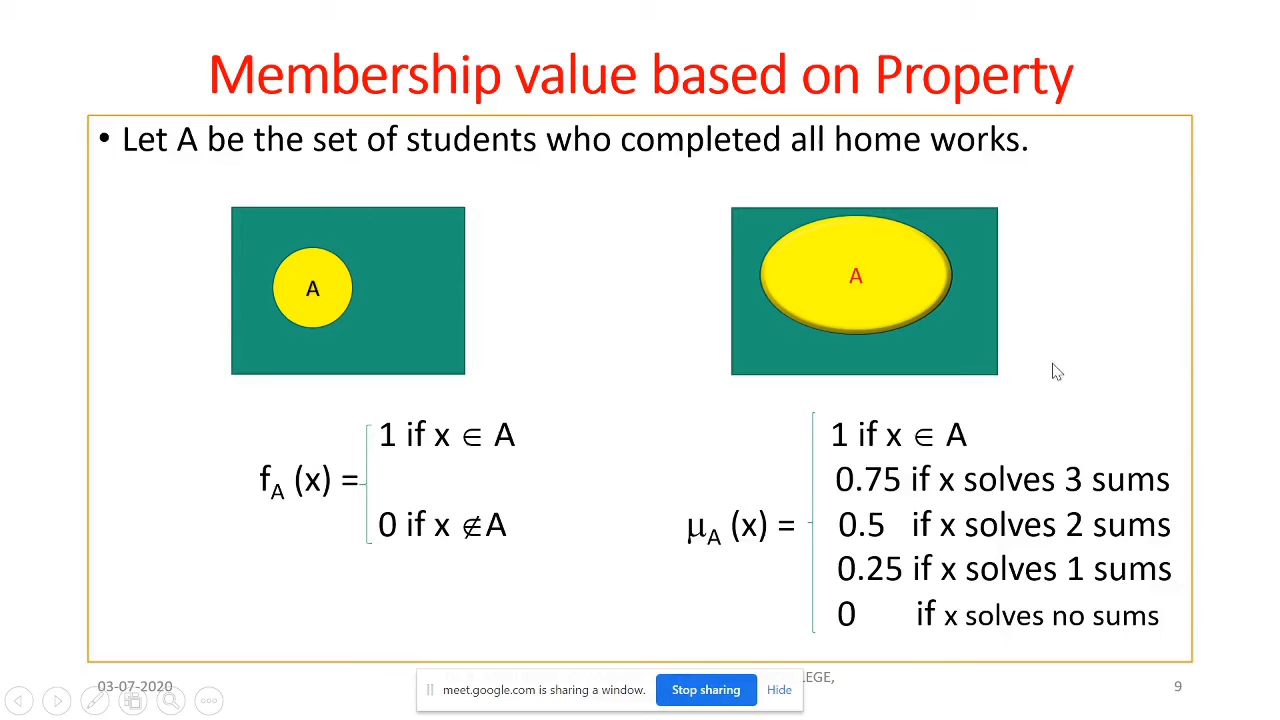 Membership value based on Property
• Let A be the set of students who completed all home works.
A
A
1 if x ∈ A
fA (x) =
0 if x ∉A
1 if x ∈ A
0.75 if x solves 3 sums
μA (x) =
0.5 if x solves 2 sums
0.25 if x solves 1 sums
0 if x solves no sums
03-07-2020
LEGE,
9
meet.google.com is sharing a window.
Stop sharing
Hide